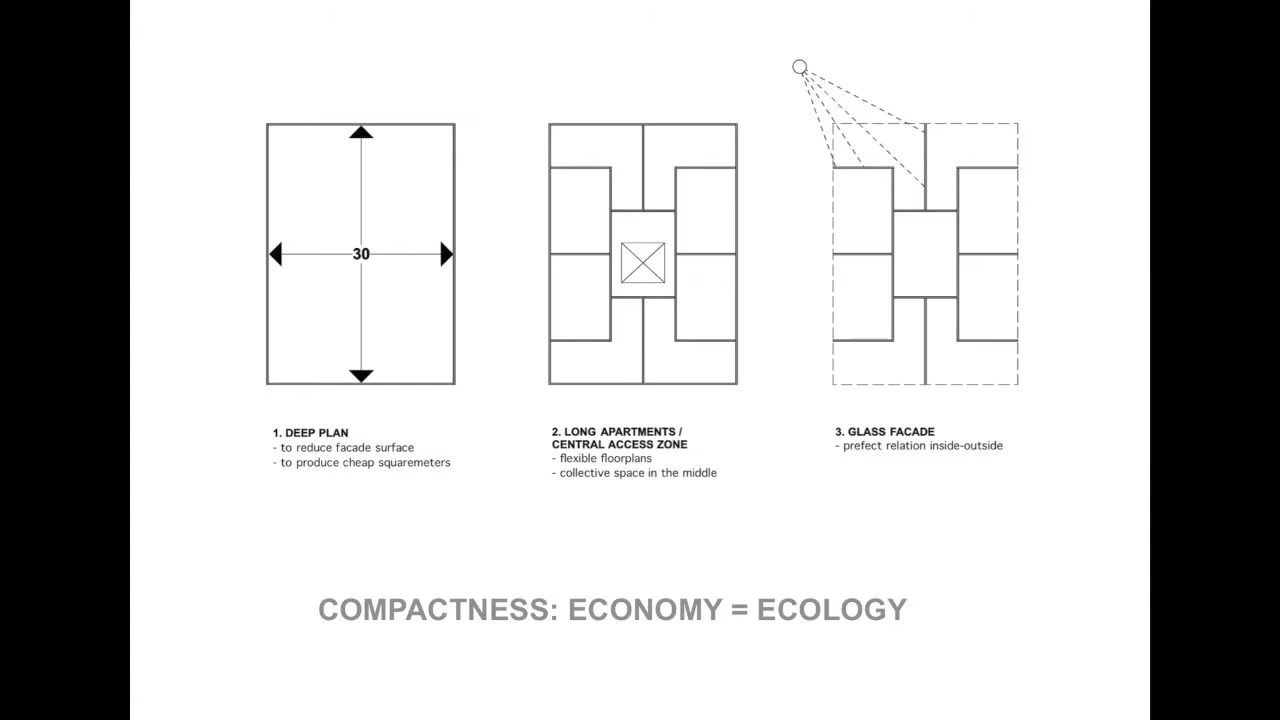 30
1. DEEP PLAN
- to reduce facade surface
- to produce cheap squaremeters
2. LONG APARTMENTS /
CENTRAL ACCESS ZONE
- flexible floorplans
- collective space in the middle
3. GLASS FACADE
- prefect relation inside-outside
COMPACTNESS: ECONOMY = ECOLOGY